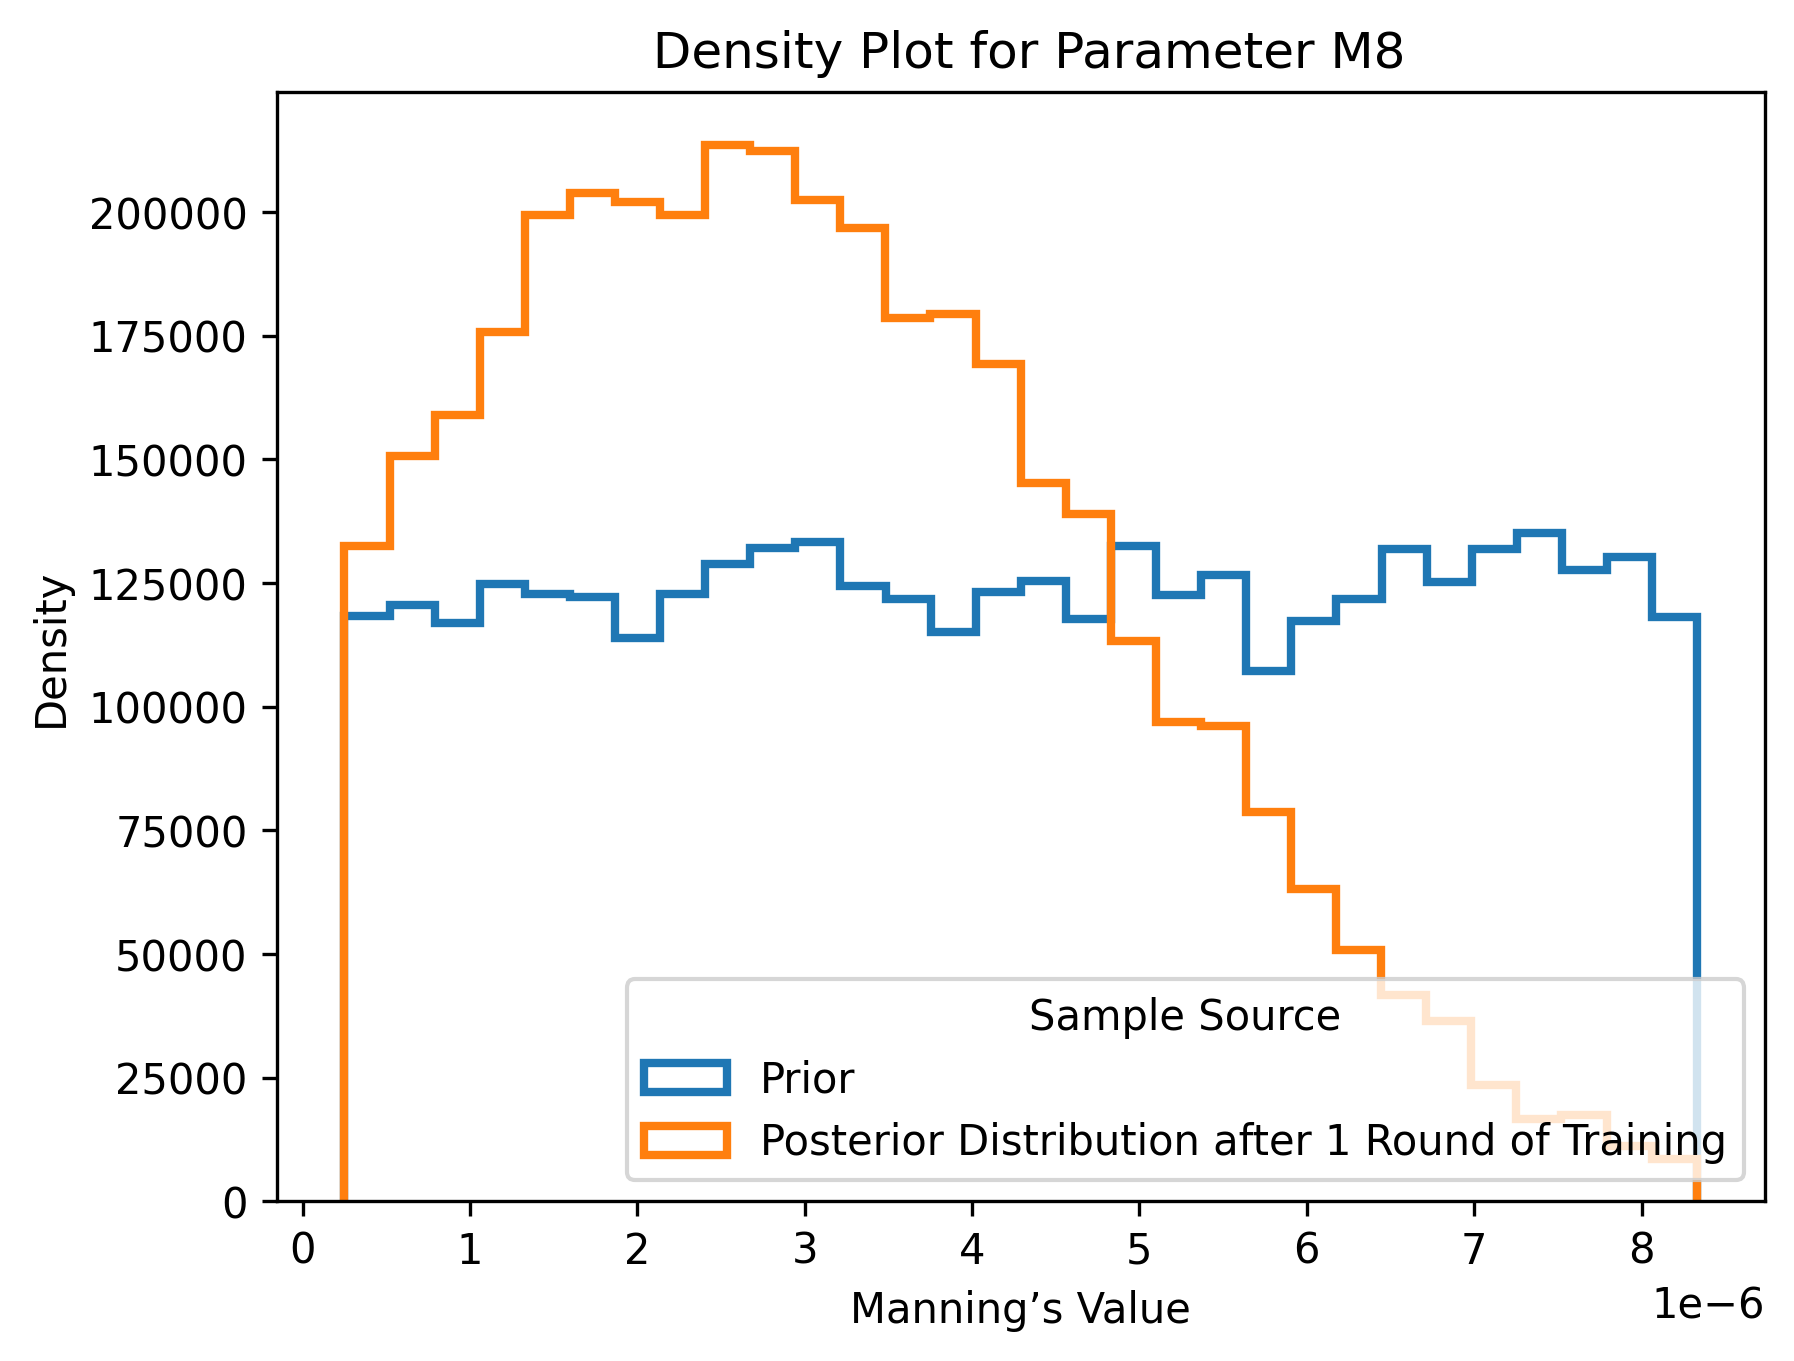 Density Plot for Parameter M8
200000
175000
150000
125000
100000
75000
50000
25000
0
Density
Sample Source
Prior
Posterior Distribution after 1 Round of Training
0 1 2 3 4 5 6 7 8
1e−6
Manning’s Value